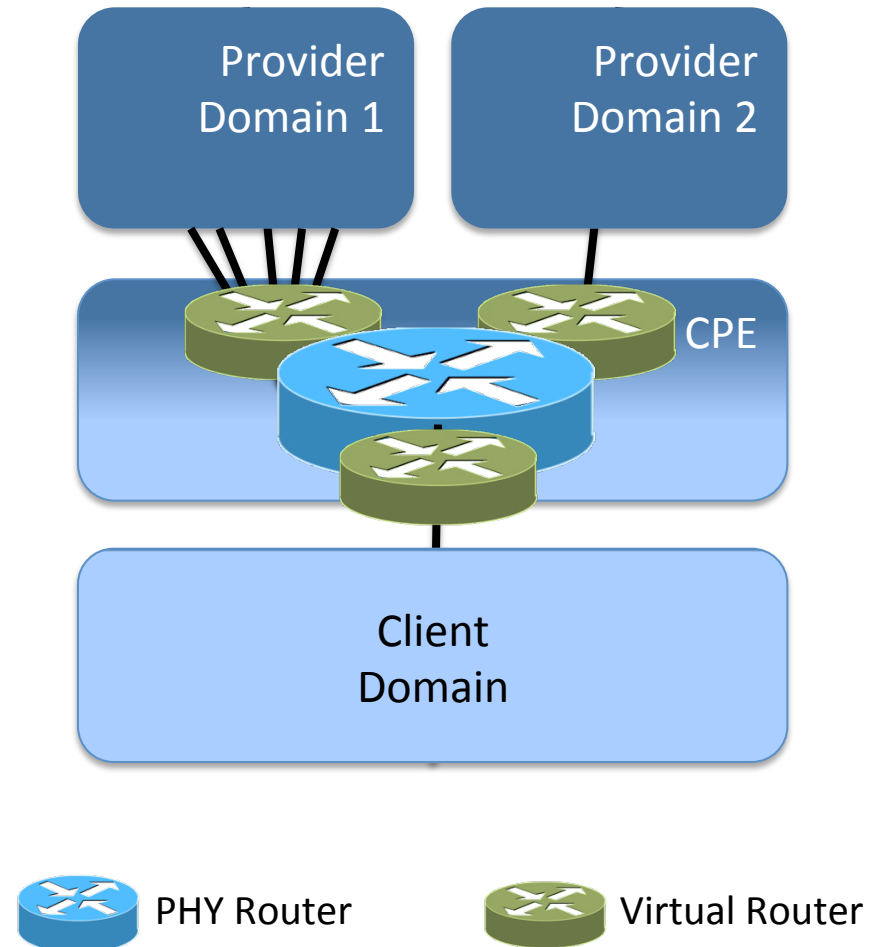 Provider
Domain 1
Provider
Domain 2
CPE
Client
Domain
PHY Router
Virtual Router